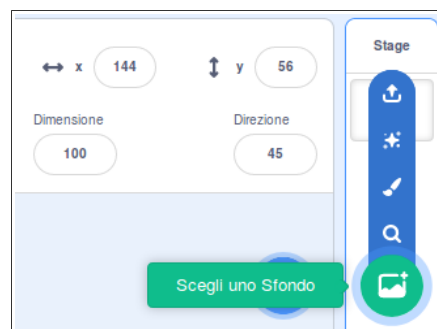 x 144 y 56 Stage
Dimensione Direzione
100 45
Scegli uno Sfondo